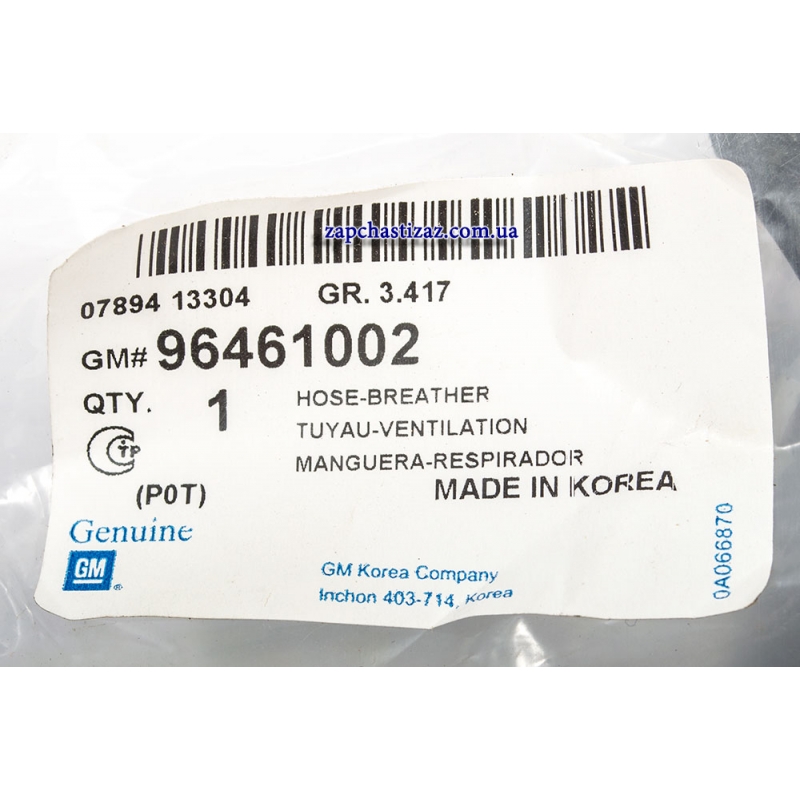 zapchastizaz.com.ua
07894 13304 GR. 3.417
GM# 96461002
QTY. 1 HOSE-BREATHER
TUYAU-VENTILATION
MANGUERA-RESPIRADOR
(P0T) MADE IN KOREA
Genuine
GM ®
GM Korea Company
Inchon 403-714, Korea
0A066870